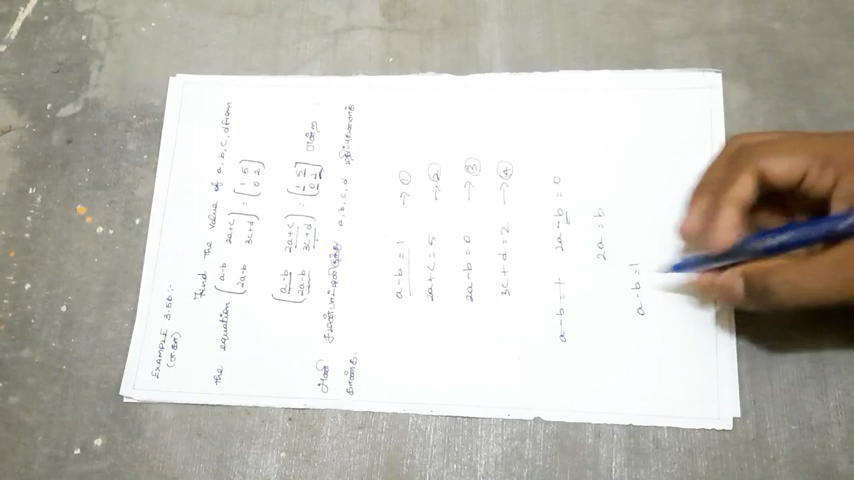 EXAMPLE 3.56:-
Find the value of a, b, c, d from
the equation (a-b 2a+c
2a-b 3c+d) = (1 5
0 2)
(a-b 2a+c
2a-b 3c+d) = (1 5
0 2) எனில்
a, b, c, d
காண்க.
a-b = 1 → ①
2a+c = 5 → ②
2a-b = 0 → ③
3c+d = 2 → ④
a-b = 1 2a-b = 0
2a = b
a-b = 1